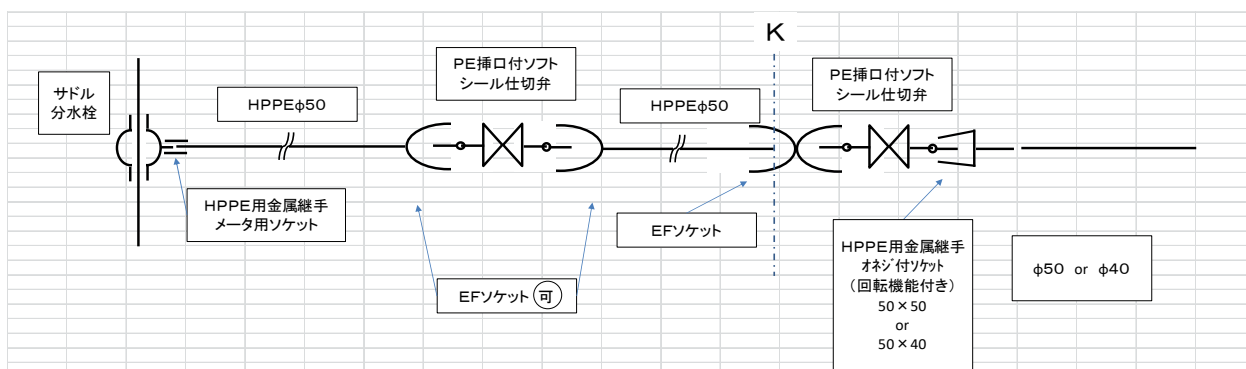 K
サドル
分水栓
HPPEφ50
PE挿口付ソフト
シール仕切弁
HPPEφ50
PE挿口付ソフト
シール仕切弁
HPPE用金属継手
メータ用ソケット
EFソケット
EFソケット 可
HPPE用金属継手
オネジ付ソケット
(回転機能付き)
50×50
or
50×40
φ50 or φ40